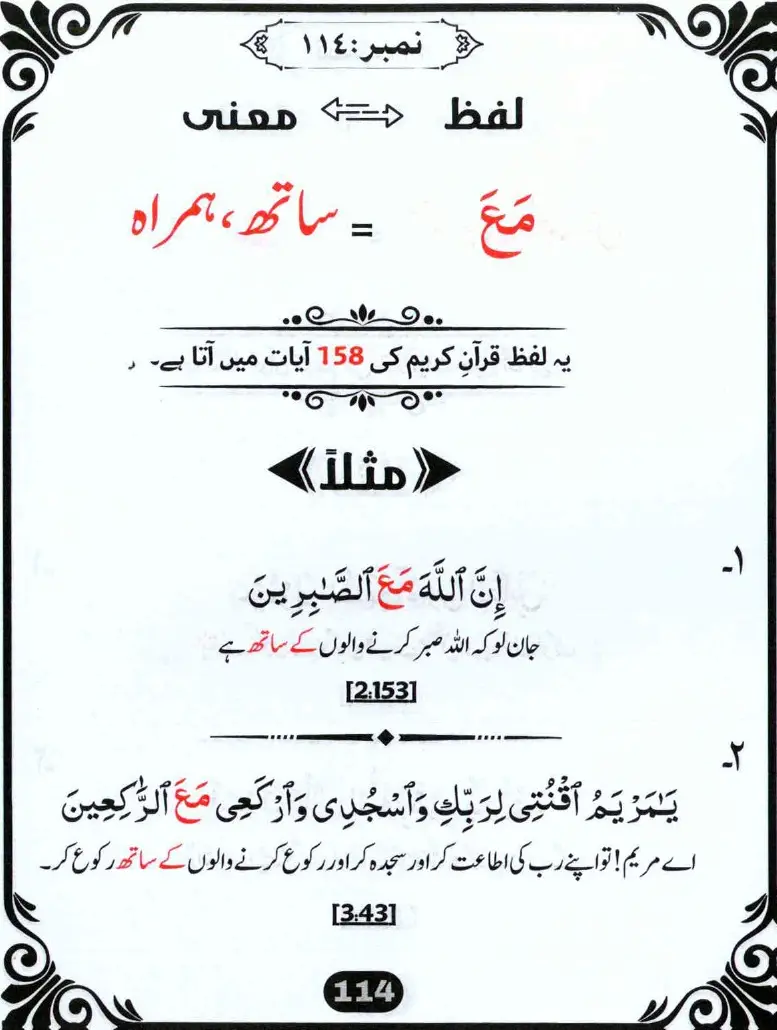 نمبر:١١٤
لفظ معنی
مَعَ = ساتھ، ہمراہ
یہ لفظ قرآنِ کریم کی 158 آیات میں آتا ہے۔
مثلاً
١۔
إِنَّ ٱللَّهَ مَعَ ٱلصَّـٰبِرِينَ
جان لو کہ اللہ صبر کرنے والوں کے ساتھ ہے
[2:153]
٢۔
يَـٰمَرْيَمُ ٱقْنُتِى لِرَبِّكِ وَٱسْجُدِى وَٱرْكَعِى مَعَ ٱلرَّٰكِعِينَ
اے مریم! تو اپنے رب کی اطاعت کر اور سجدہ کر اور رکوع کرنے والوں کے ساتھ رکوع کر۔
[3:43]
114